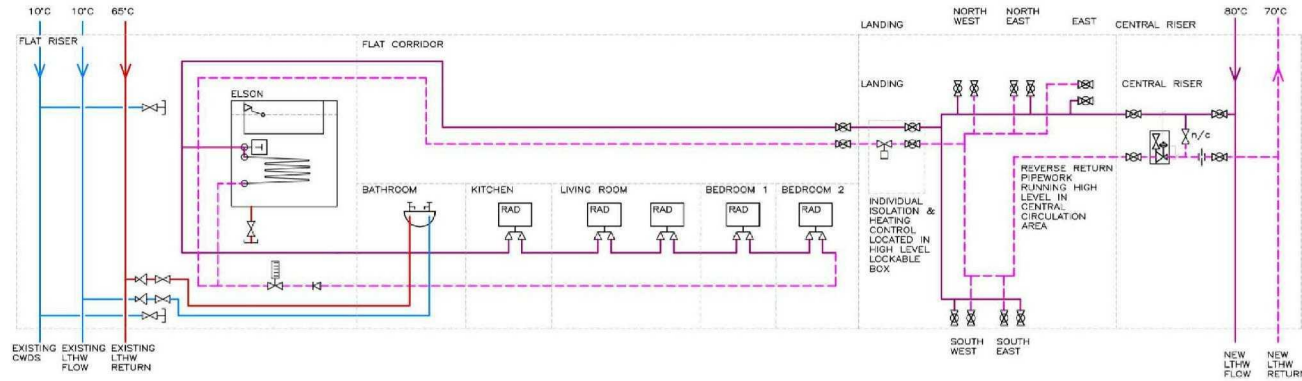 10°C 10°C 65°C
FLAT RISER
FLAT CORRIDOR
LANDING
NORTH
WEST
NORTH
EAST
EAST
CENTRAL RISER
80°C 70°C
LANDING
CENTRAL RISER
ELSON
T
n/c
BATHROOM
KITCHEN
LIVING ROOM
BEDROOM 1
BEDROOM 2
RAD
RAD
RAD
RAD
RAD
INDIVIDUAL
ISOLATION &
HEATING
CONTROL
LOCATED IN
HIGH LEVEL
LOCKABLE
BOX
REVERSE RETURN
PIPEWORK
RUNNING HIGH
LEVEL IN
CENTRAL
CIRCULATION
AREA
EXISTING
CWDS
EXISTING
LTHW
FLOW
EXISTING
LTHW
RETURN
SOUTH
WEST
SOUTH
EAST
NEW
LTHW
FLOW
NEW
LTHW
RETURN